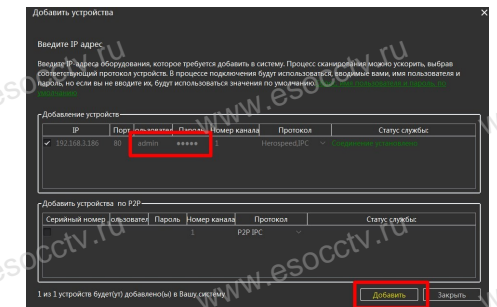 Добавить устройства
Введите IP адрес
Введите IP адреса оборудования, которое требуется добавить в систему. Процесс сканирования можно ускорить, выбрав
соответствующий протокол устройств. В процессе подключения будут использоваться, вводимые вами, имя пользователя и
пароль, но если вы не вводите их, будут использоваться значения по умолчанию.
Добавление устройств
IP Порт ользовател Пароль Номер канала Протокол Статус службы:
192.168.3.186 80 admin ●●●●● 1 Herospeed,IPC Соединение установлено
Добавить устройства по P2P
Серийный номер ользовател Пароль Номер канала Протокол Статус службы:
1 P2P IPC
1 из 1 устройств будет(ут) добавлено(ы) в Вашу систему
Добавить Закрыть
www.esocctv.ru